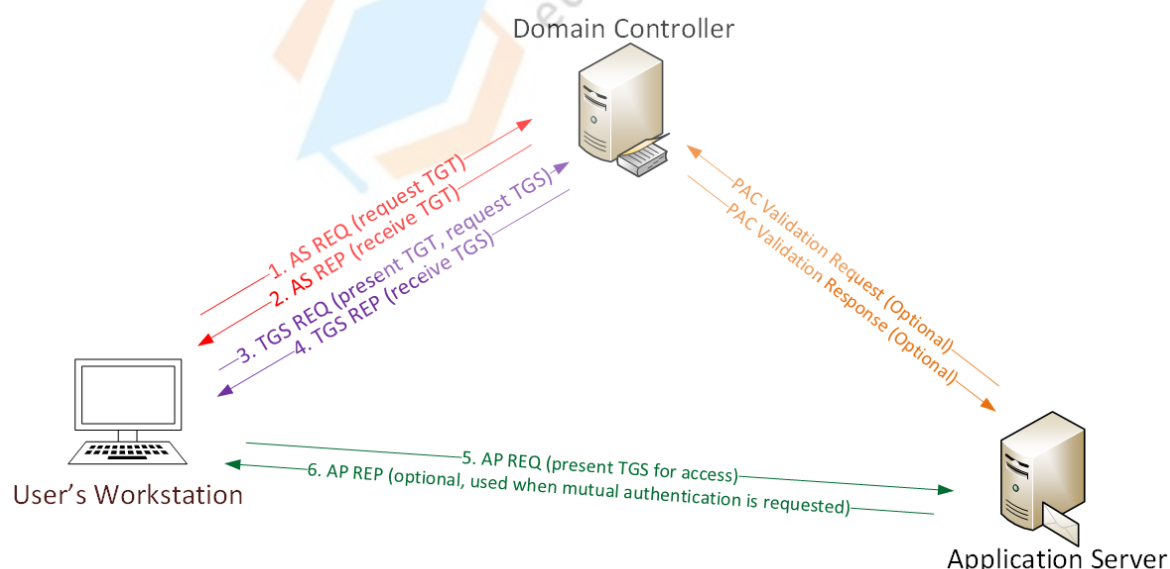 Domain Controller
1. AS REQ (request TGT)
2. AS REP (receive TGT)
3. TGS REQ (present TGT, request TGS)
4. TGS REP (receive TGS)
PAC Validation Request (Optional)
PAC Validation Response (Optional)
5. AP REQ (present TGS for access)
6. AP REP (optional, used when mutual authentication is requested)
User's Workstation
Application Server